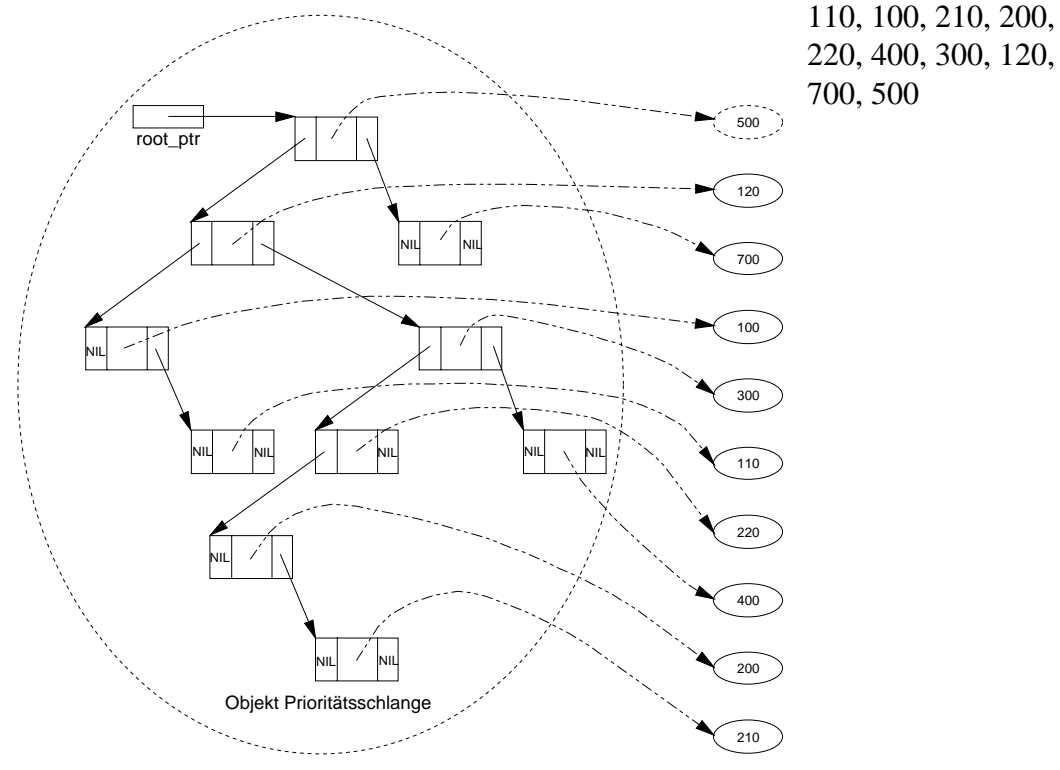 110, 100, 210, 200,
220, 400, 300, 120,
700, 500
root_ptr
500
120
NIL
NIL
700
100
NIL
300
NIL
NIL
NIL
NIL
NIL
110
220
NIL
400
NIL
NIL
200
Objekt Prioritätsschlange
210